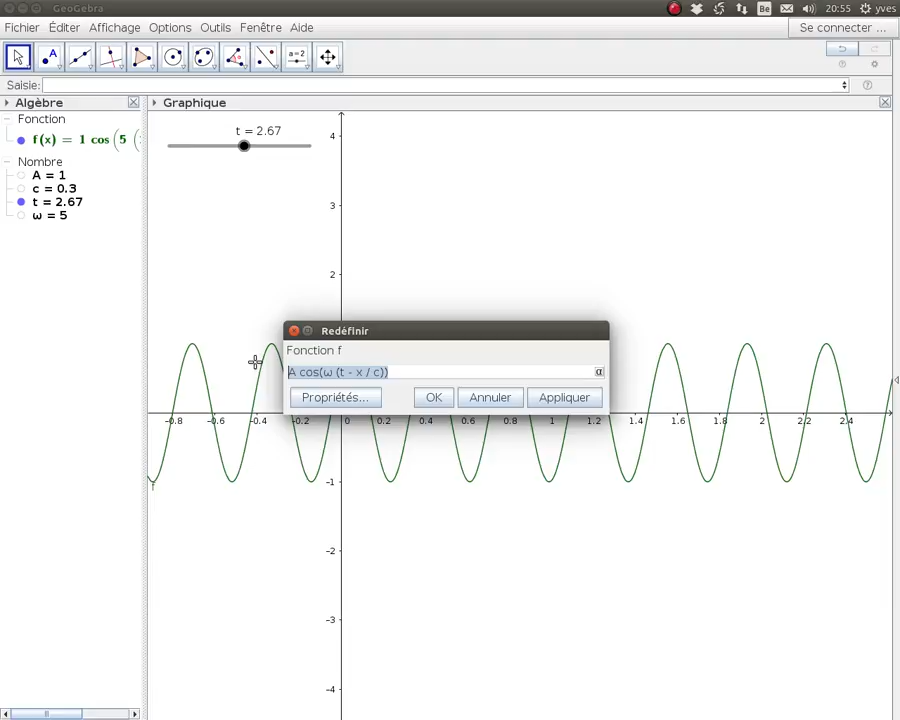 GeoGebra
Be
20:55
yves
Fichier Éditer Affichage Options Outils Fenêtre Aide
Se connecter ...
A
a=2
Saisie:
Algèbre
Graphique
Fonction
f(x) = 1 cos(5 (
Nombre
A = 1
c = 0.3
t = 2.67
ω = 5
t = 2.67
4
3
2
Redéfinir
Fonction f
A cos(ω (t - x / c))
α
Propriétés... OK Annuler Appliquer
-0.8 -0.6 -0.4 -0.2 0 0.2 0.4 0.6 0.8 1 1.2 1.4 1.6 1.8 2 2.2 2.4
f
-1
-2
-3
-4